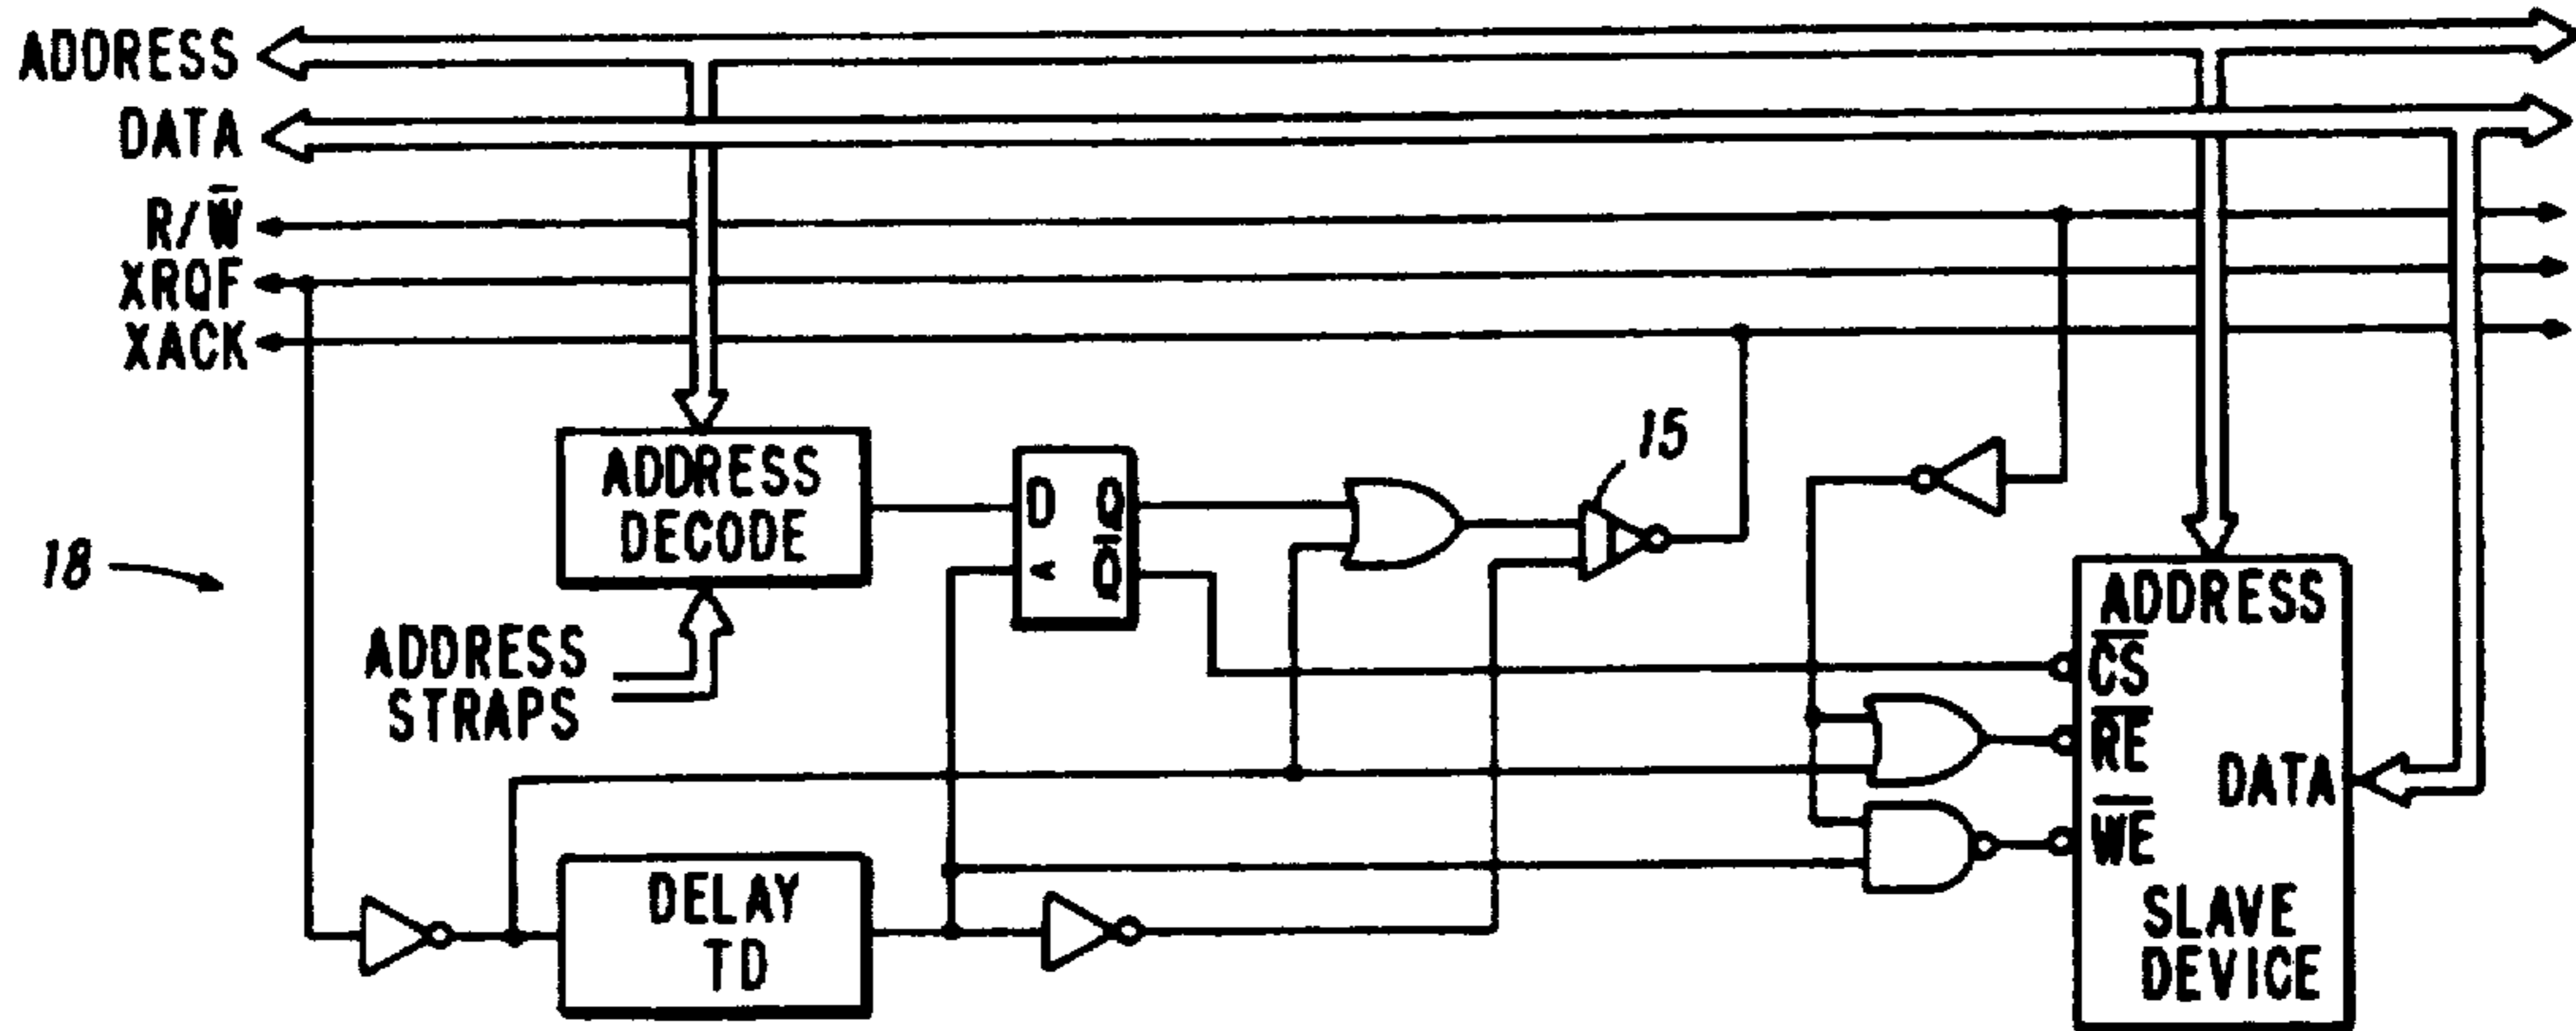 ADDRESS
DATA
R/W̅
XRQF
XACK
15
ADDRESS
DECODE
D Q
< Q̅
18
ADDRESS
STRAPS
ADDRESS
C̅S̅
R̅E̅
DATA
W̅E̅
SLAVE
DEVICE
DELAY
TD